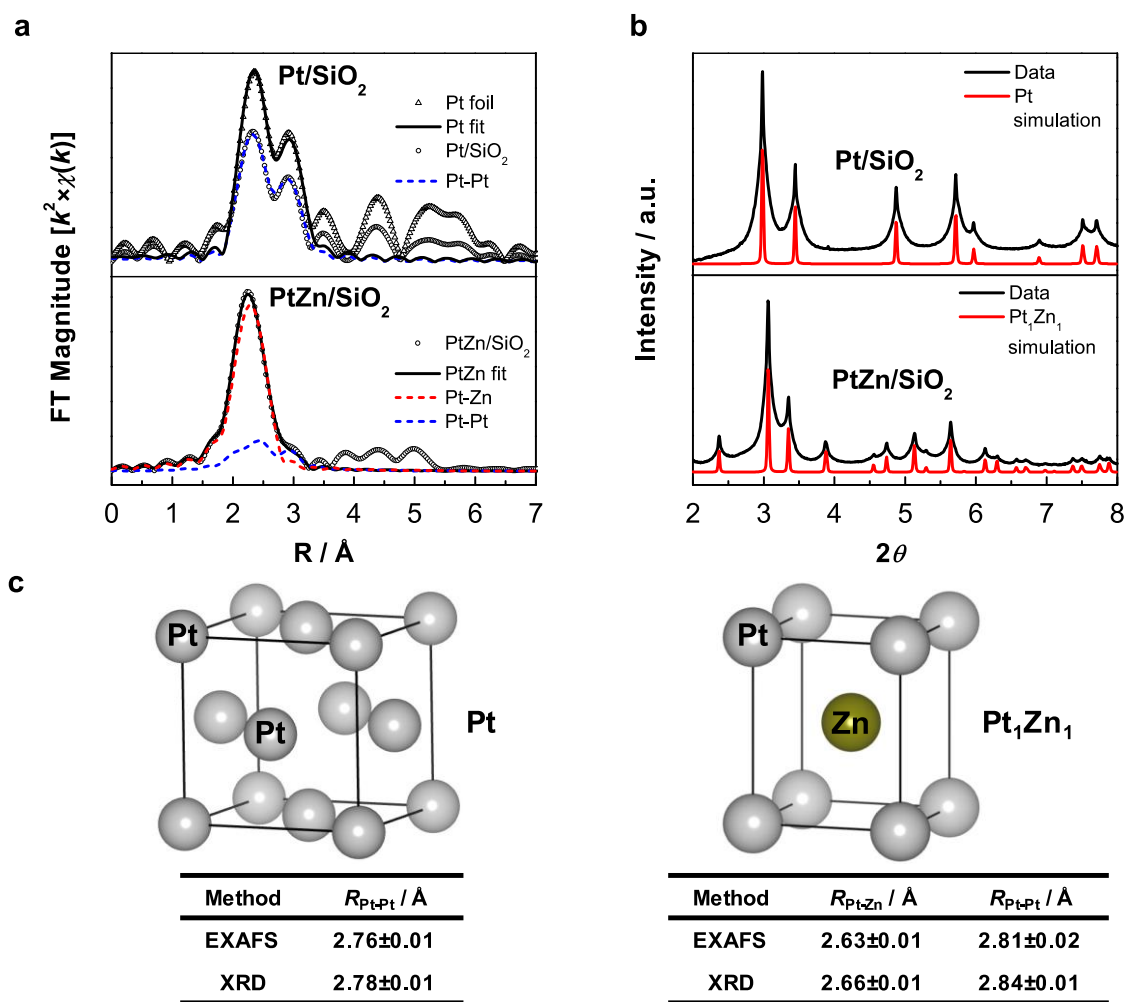 a
FT Magnitude [k²×χ(k)]
Pt/SiO₂
Pt foil
Pt fit
Pt/SiO₂
Pt-Pt
PtZn/SiO₂
PtZn/SiO₂
PtZn fit
Pt-Zn
Pt-Pt
0 1 2 3 4 5 6 7
R / Å
b
Intensity / a.u.
Data
Pt
simulation
Pt/SiO₂
Data
Pt₁Zn₁
simulation
PtZn/SiO₂
2 3 4 5 6 7 8
2θ
c
Pt
Pt
Pt
Method R_Pt-Pt / Å
EXAFS 2.76±0.01
XRD 2.78±0.01
Pt
Zn
Pt₁Zn₁
Method R_Pt-Zn / Å R_Pt-Pt / Å
EXAFS 2.63±0.01 2.81±0.02
XRD 2.66±0.01 2.84±0.01